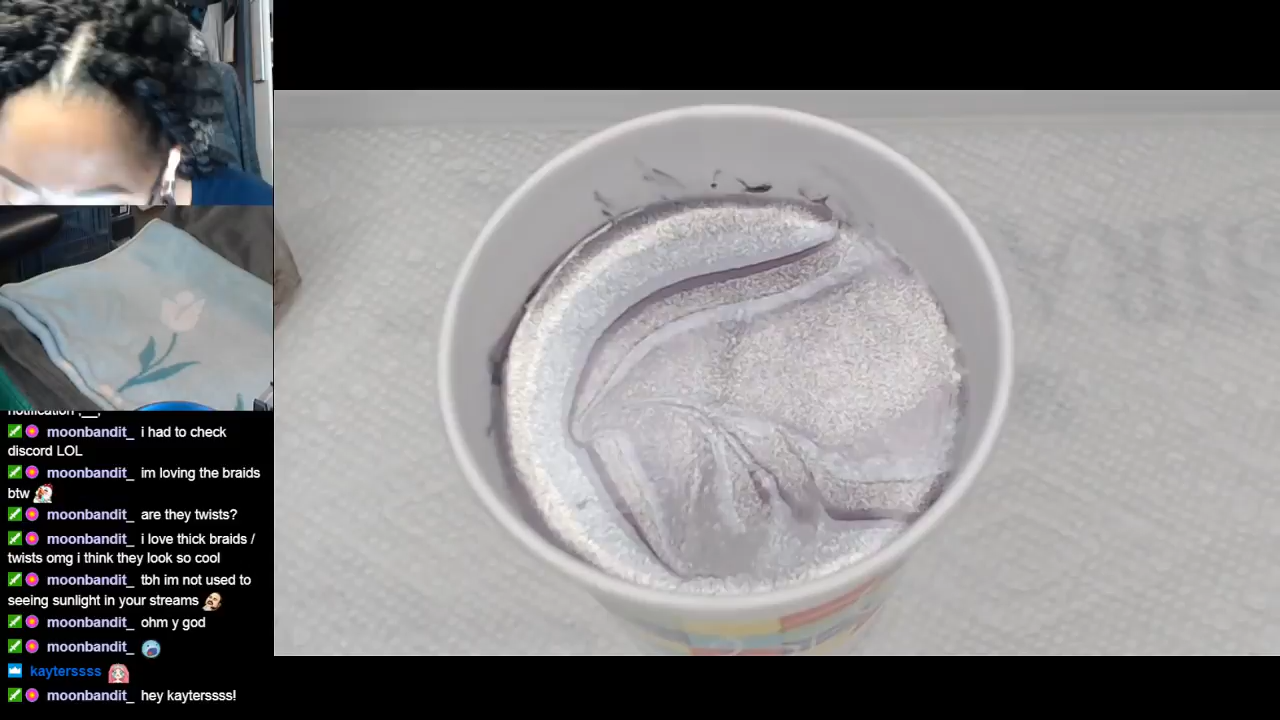 moonbandit_ i had to check
discord LOL
moonbandit_ im loving the braids
btw
moonbandit_ are they twists?
moonbandit_ i love thick braids /
twists omg i think they look so cool
moonbandit_ tbh im not used to
seeing sunlight in your streams
moonbandit_ ohm y god
moonbandit_
kayterssss
moonbandit_ hey kayterssss!